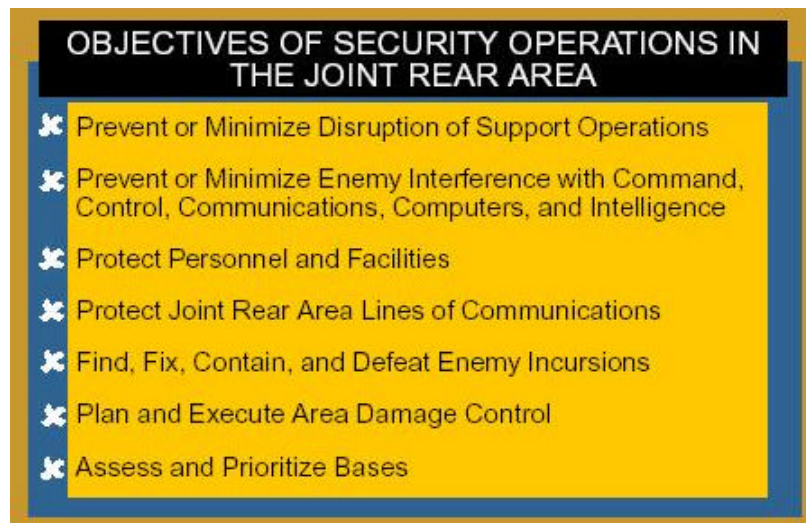 OBJECTIVES OF SECURITY OPERATIONS IN
THE JOINT REAR AREA
Prevent or Minimize Disruption of Support Operations
Prevent or Minimize Enemy Interference with Command,
Control, Communications, Computers, and Intelligence
Protect Personnel and Facilities
Protect Joint Rear Area Lines of Communications
Find, Fix, Contain, and Defeat Enemy Incursions
Plan and Execute Area Damage Control
Assess and Prioritize Bases